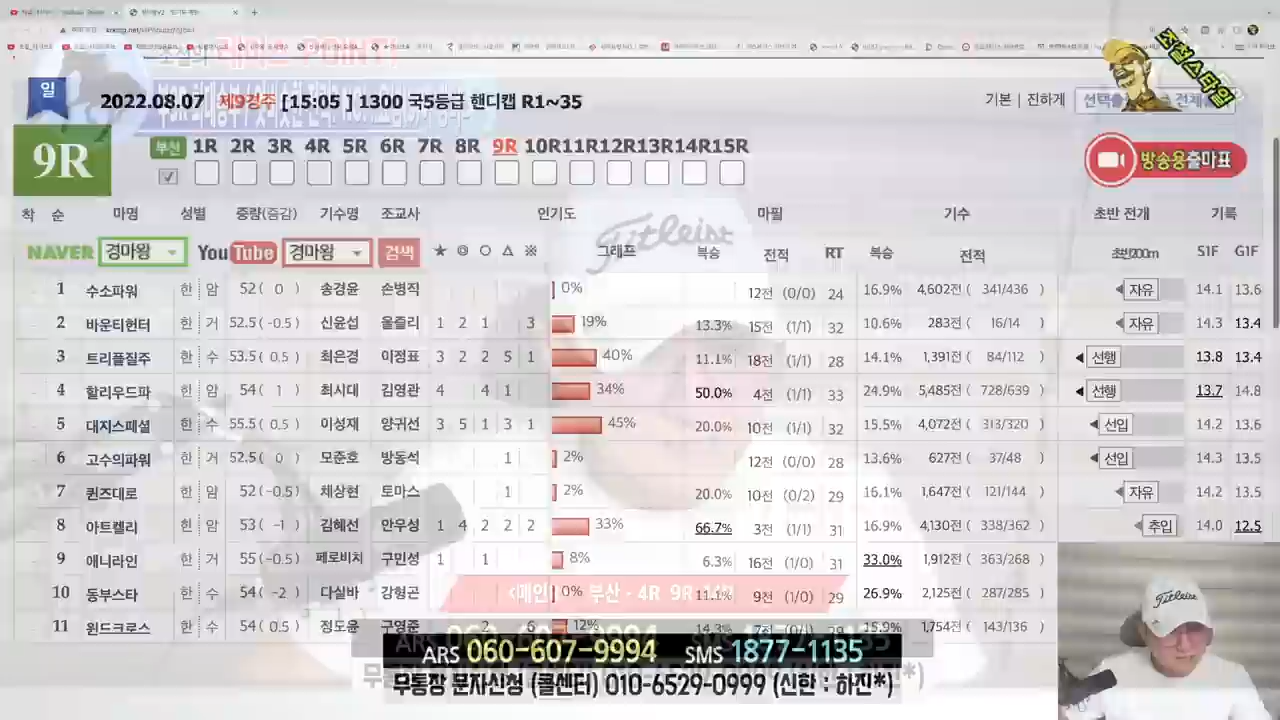 조철스타일
일
2022.08.07 제9경주 [15:05 ] 1300 국5등급 핸디캡 R1~35
기본 | 진하게
9R
부산 1R 2R 3R 4R 5R 6R 7R 8R 9R 10R 11R 12R 13R 14R 15R
방송용출마표
착 순 마명 성별 중량(증감) 기수명 조교사 인기도 마필 기수 초반 전개 기록
NAVER 경마왕 YouTube 경마왕 검색 ★ ◎ ○ △ ※ 그래프 복승 전적 RT 복승 전적 초반200m S1F G1F
1 수소파워 한 암 52 ( 0 ) 송경윤 손병직 0% 12전 (0/0) 24 16.9% 4,602전 ( 341/436 ) 자유 14.1 13.6
2 바운티헌터 한 거 52.5 ( -0.5 ) 신윤섭 울즐리 1 2 1 3 19% 13.3% 15전 (1/1) 32 10.6% 283전 ( 16/14 ) 자유 14.3 13.4
3 트리플질주 한 수 53.5 ( 0.5 ) 최은경 이정표 3 2 2 5 1 40% 11.1% 18전 (1/1) 28 14.1% 1,391전 ( 84/112 ) 선행 13.8 13.4
4 할리우드파 한 암 54 ( 1 ) 최시대 김영관 4 4 1 34% 50.0% 4전 (1/1) 33 24.9% 5,485전 ( 728/639 ) 선행 13.7 14.8
5 대지스페셜 한 수 55.5 ( 0.5 ) 이성재 양귀선 3 5 1 3 1 45% 20.0% 10전 (1/1) 32 15.5% 4,072전 ( 313/320 ) 선입 14.2 13.6
6 고수의파워 한 거 52.5 ( 0 ) 모준호 방동석 1 2% 12전 (0/0) 28 13.6% 627전 ( 37/48 ) 선입 14.3 13.5
7 퀸즈대로 한 암 52 ( -0.5 ) 채상현 토마스 1 2% 20.0% 10전 (0/2) 29 16.1% 1,647전 ( 121/144 ) 자유 14.2 13.5
8 아트켈리 한 암 53 ( -1 ) 김혜선 안우성 1 4 2 2 2 33% 66.7% 3전 (1/1) 31 16.9% 4,130전 ( 338/362 ) 추입 14.0 12.5
9 애니라인 한 거 55 ( -0.5 ) 페로비치 구민성 1 1 8% 6.3% 16전 (1/0) 31 33.0% 1,912전 ( 363/268 )
10 동부스타 한 수 54 ( -2 ) 다실바 강형곤 0% 11.1% 9전 (1/0) 29 26.9% 2,125전 ( 287/285 )
부산 - 4R 9R
11 윈드크로스 한 수 54 ( 0.5 ) 정도윤 구영준 2 6 12% 14.3% 15.9% 1,754전 ( 143/136 )
Titleist
Titleist
ARS 060-607-9994 SMS 1877-1135
무통장 문자신청 (콜센터) 010-6529-0999 (신한 : 하진*)